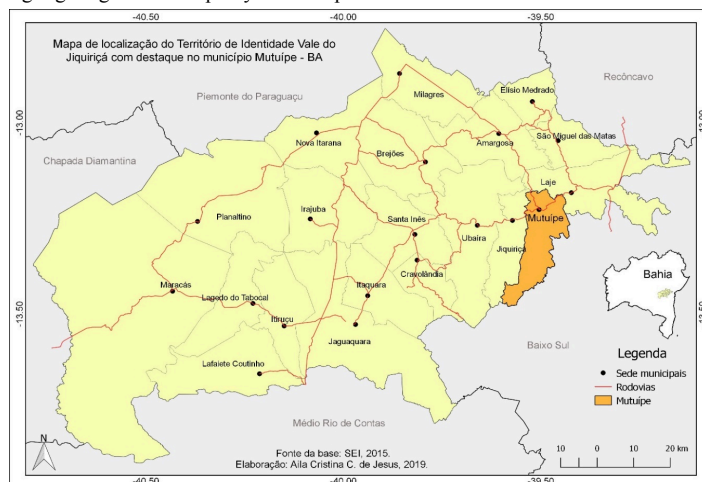 -40.50 -40.00 -39.50
Mapa de localização do Território de Identidade Vale do
Jiquiriçá com destaque no município Mutuípe - BA
Recôncavo
Piemonte do Paraguaçu
Milagres
Elísio Medrado
-13.00
-13.00
Nova Itarana
Amargosa
São Miguel das Matas
Chapada Diamantina
Brejões
Laje
Planaltino
Irajuba
Santa Inês
Mutuípe
Ubaíra
Jiquiriçá
Cravolândia
Bahia
Maracás
Itaquara
Lagedo do Tabocal
Itiruçu
-13.50
-13.50
Jaguaquara
Baixo Sul
Legenda
Lafaiete Coutinho
Sede municipais
Rodovias
Mutuípe
Médio Rio de Contas
N
Fonte da base: SEI, 2015.
Elaboração: Aila Cristina C. de Jesus, 2019.
10 0 10 20 km
-40.50 -40.00 -39.50